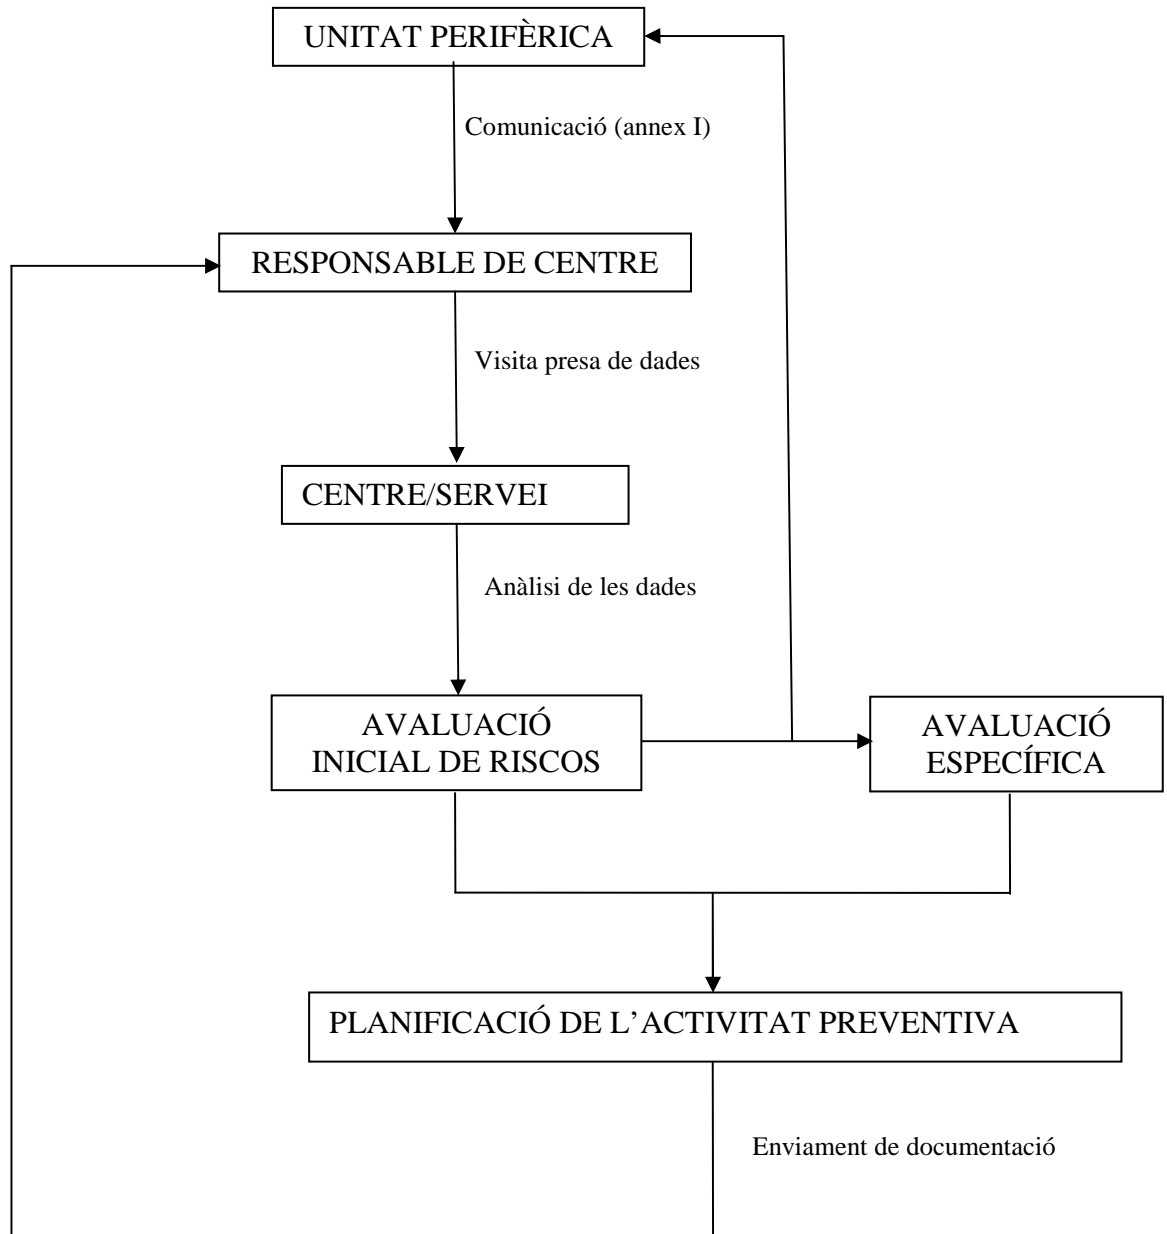 UNITAT PERIFÈRICA
Comunicació (annex I)
RESPONSABLE DE CENTRE
Visita presa de dades
CENTRE/SERVEI
Anàlisi de les dades
AVALUACIÓ
INICIAL DE RISCOS
AVALUACIÓ
ESPECÍFICA
PLANIFICACIÓ DE L’ACTIVITAT PREVENTIVA
Enviament de documentació